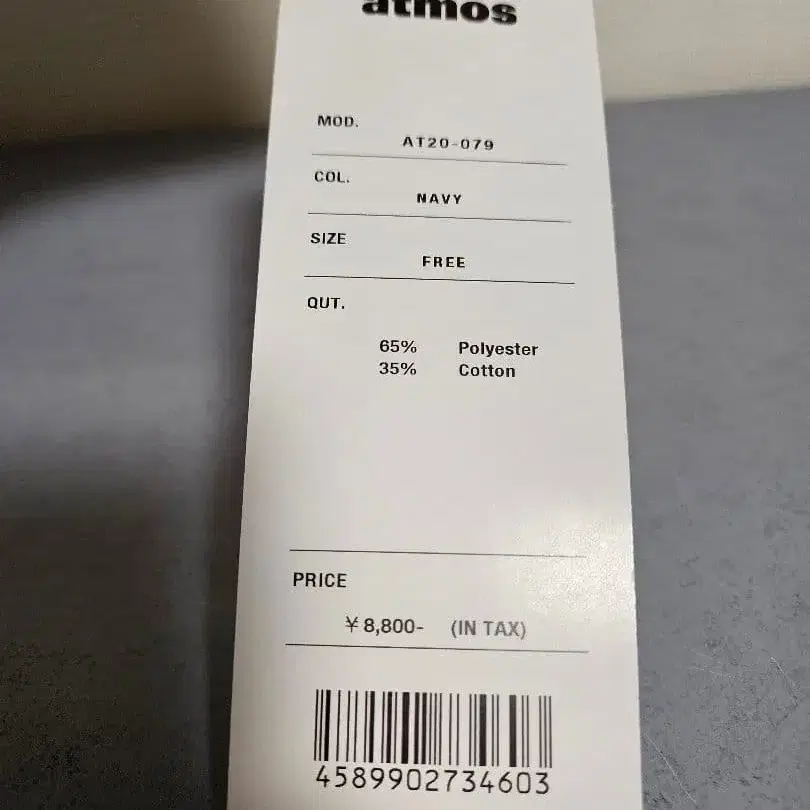 atmos
MOD.
AT20-079
COL.
NAVY
SIZE
FREE
QUT.
65% Polyester
35% Cotton
PRICE
￥8,800- (IN TAX)
4589902734603